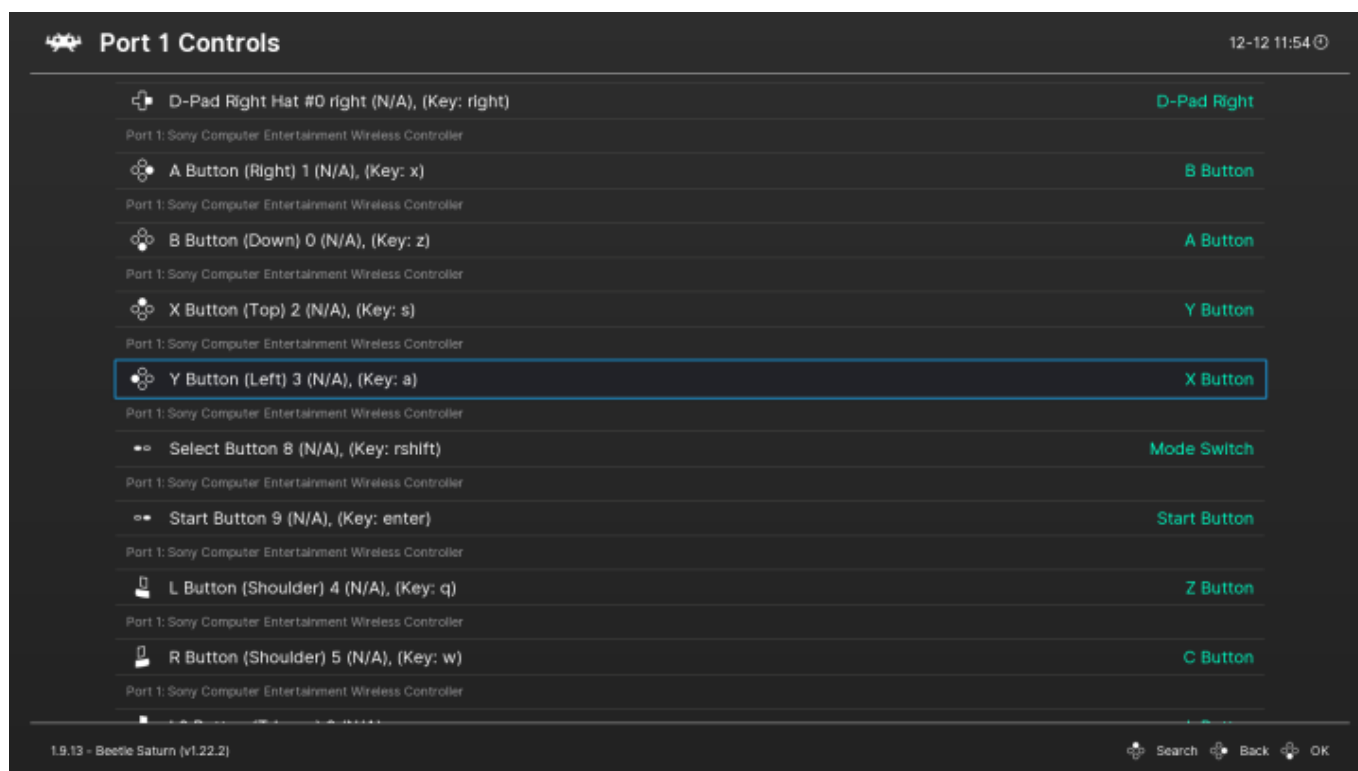 Port 1 Controls
12-12 11:54
D-Pad Right Hat #0 right (N/A), (Key: right)
D-Pad Right
Port 1: Sony Computer Entertainment Wireless Controller
A Button (Right) 1 (N/A), (Key: x)
B Button
Port 1: Sony Computer Entertainment Wireless Controller
B Button (Down) 0 (N/A), (Key: z)
A Button
Port 1: Sony Computer Entertainment Wireless Controller
X Button (Top) 2 (N/A), (Key: s)
Y Button
Port 1: Sony Computer Entertainment Wireless Controller
Y Button (Left) 3 (N/A), (Key: a)
X Button
Port 1: Sony Computer Entertainment Wireless Controller
Select Button 8 (N/A), (Key: rshift)
Mode Switch
Port 1: Sony Computer Entertainment Wireless Controller
Start Button 9 (N/A), (Key: enter)
Start Button
Port 1: Sony Computer Entertainment Wireless Controller
L Button (Shoulder) 4 (N/A), (Key: q)
Z Button
Port 1: Sony Computer Entertainment Wireless Controller
R Button (Shoulder) 5 (N/A), (Key: w)
C Button
Port 1: Sony Computer Entertainment Wireless Controller
1.9.13 - Beetle Saturn (v1.22.2)
Search Back OK